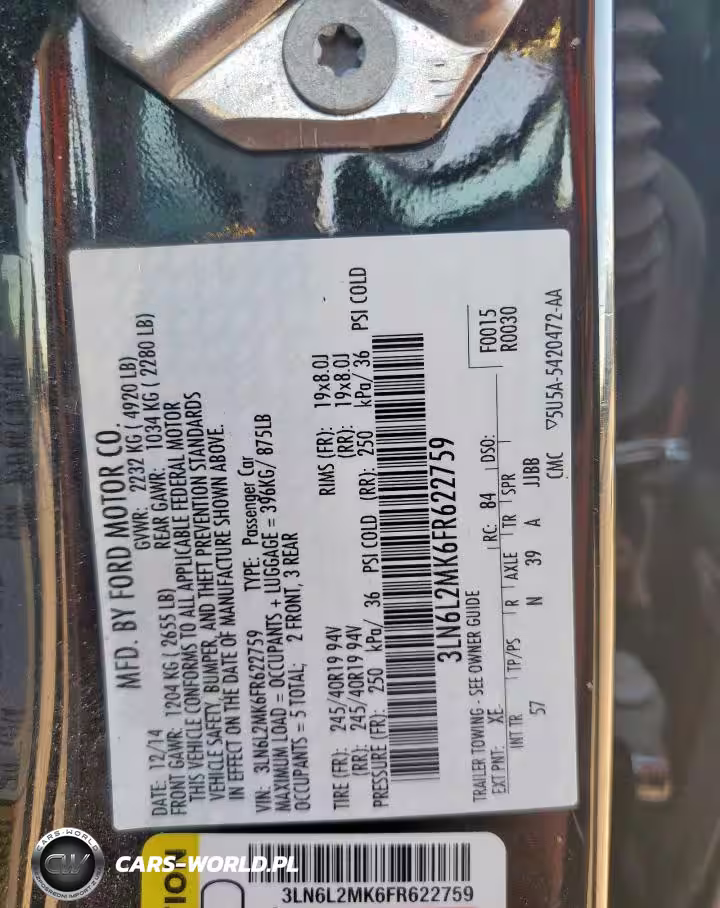 MFD. BY FORD MOTOR CO.
DATE: 12/14 GVWR: 2232 KG ( 4920 LB)
FRONT GAWR: 1204 KG ( 2655 LB) REAR GAWR: 1034 KG ( 2280 LB)
THIS VEHICLE CONFORMS TO ALL APPLICABLE FEDERAL MOTOR
VEHICLE SAFETY, BUMPER, AND THEFT PREVENTION STANDARDS
IN EFFECT ON THE DATE OF MANUFACTURE SHOWN ABOVE.
VIN: 3LN6L2MK6FR622759 TYPE: Passenger Car
MAXIMUM LOAD = OCCUPANTS + LUGGAGE = 396KG/ 875LB
OCCUPANTS = 5 TOTAL; 2 FRONT, 3 REAR
TIRE (FR): 245/40R19 94V RIMS (FR): 19x8.0J
(RR): 245/40R19 94V (RR): 19x8.0J
PRESSURE (FR): 250 kPa/ 36 PSI COLD (RR): 250 kPa/ 36 PSI COLD
3LN6L2MK6FR622759
TRAILER TOWING - SEE OWNER GUIDE F0015
EXT PNT: XE RC: 84 DSO: R0030
INT TR TP/PS R AXLE TR SPR
57 N 39 A JJBB
CMC ▽5U5A-5420472-AA
TION
3LN6L2MK6FR622759
CARS-WORLD
CW
CARS-WORLD.PL